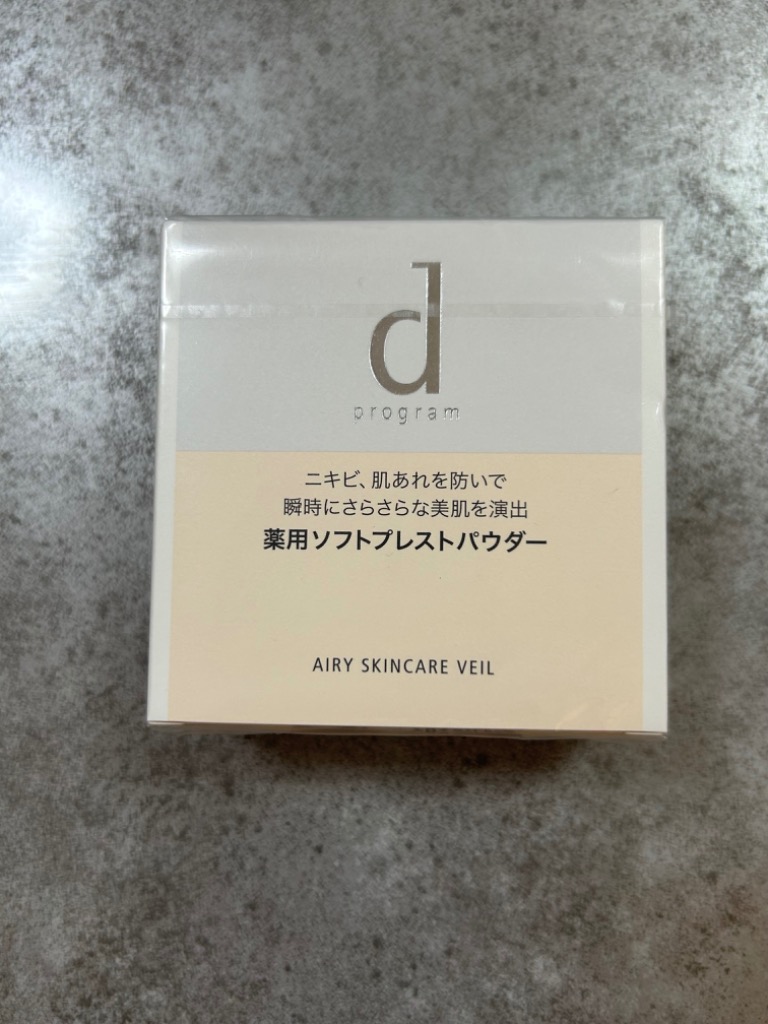 d
program
ニキビ、肌あれを防いで
瞬時にさらさらな美肌を演出
薬用ソフトプレストパウダー
AIRY SKINCARE VEIL